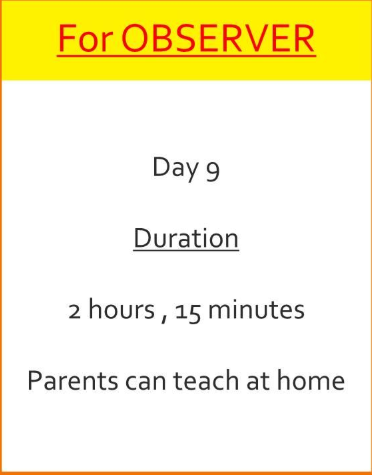 For OBSERVER
Day 9
Duration
2 hours , 15 minutes
Parents can teach at home